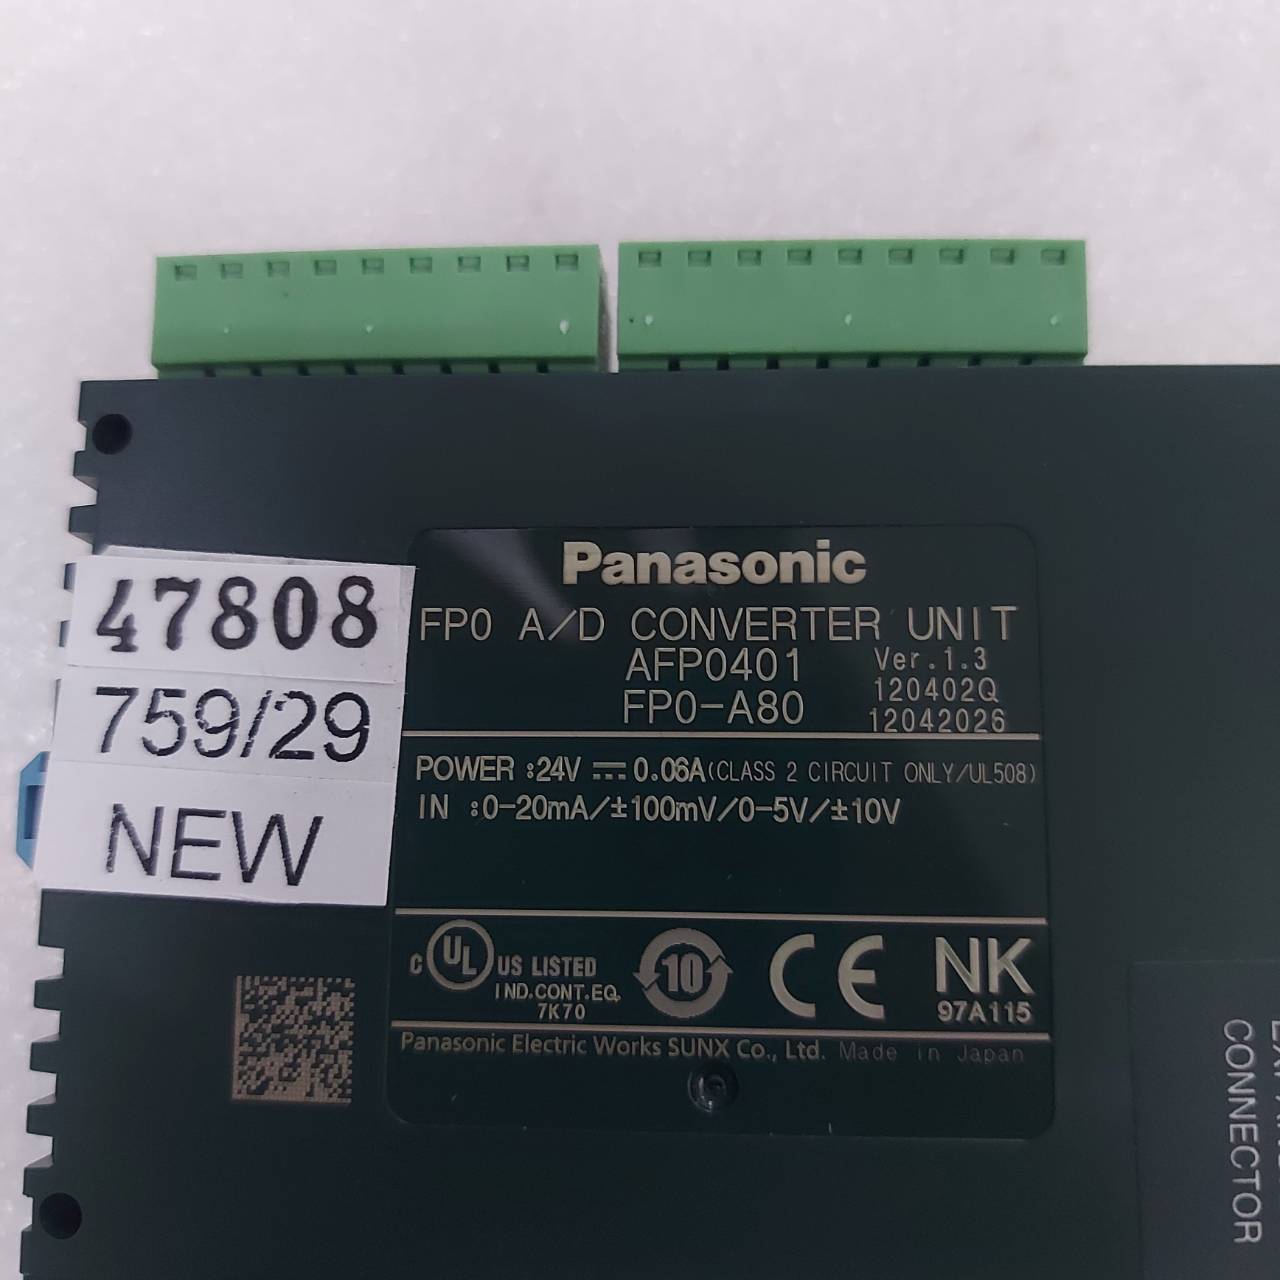 47808
759/29
NEW
Panasonic
FP0 A/D CONVERTER UNIT
AFP0401 Ver.1.3
FP0-A80 120402Q
12042026
POWER :24V ⎓ 0.06A(CLASS 2 CIRCUIT ONLY/UL508)
IN :0-20mA/±100mV/0-5V/±10V
C UL US LISTED
IND.CONT.EQ.
7K70
10
CE
NK
97A115
Panasonic Electric Works SUNX Co., Ltd. Made in Japan
CONNECTOR